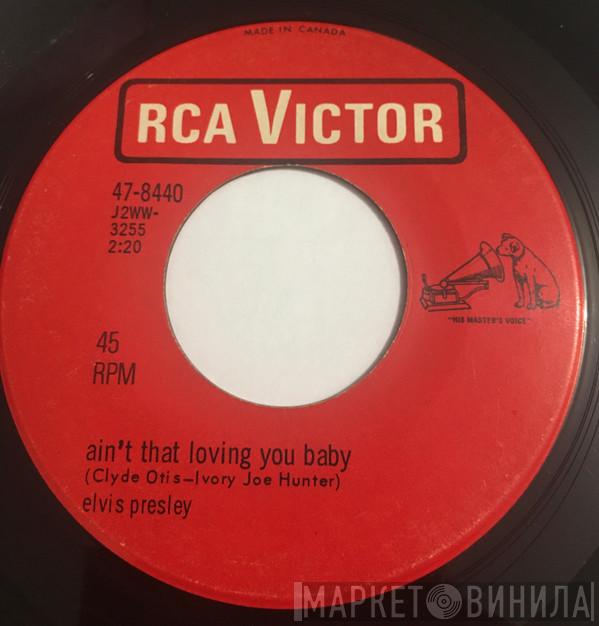 MADE IN CANADA
RCA VICTOR
47-8440
J2WW-
3255
2:20
"HIS MASTER'S VOICE"
45
RPM
ain't that loving you baby
(Clyde Otis—Ivory Joe Hunter)
elvis presley
МАРКЕТ ВИНИЛА